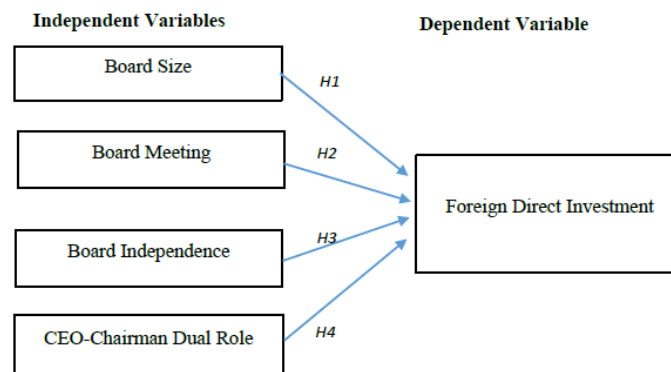 Independent Variables
Dependent Variable
Board Size
H1
Board Meeting
H2
Foreign Direct Investment
Board Independence
H3
CEO-Chairman Dual Role
H4